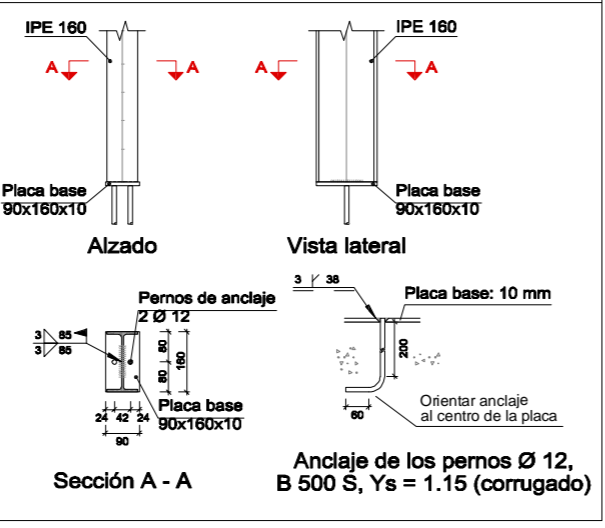 IPE 160
A
A
Placa base
90x160x10
Alzado
IPE 160
A
A
Placa base
90x160x10
Vista lateral
Pernos de anclaje
2 Ø 12
3
85
3
85
80
80
160
24
42
24
90
Placa base
90x160x10
Sección A - A
3
38
Placa base: 10 mm
200
60
Orientar anclaje
al centro de la placa
Anclaje de los pernos Ø 12,
B 500 S, Ys = 1.15 (corrugado)